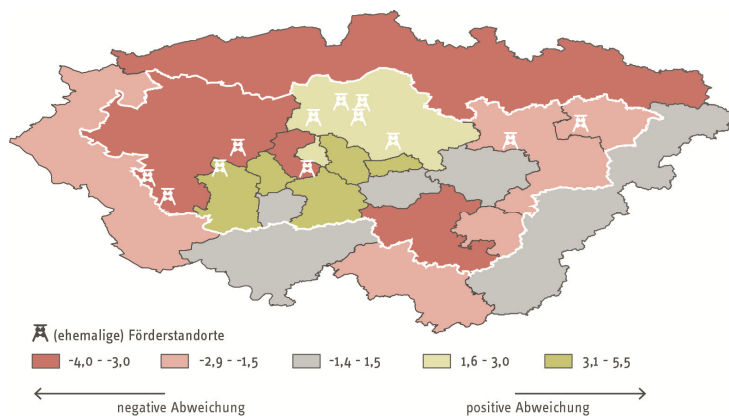 (ehemalige) Förderstandorte
-4,0 - -3,0 -2,9 - -1,5 -1,4 - 1,5 1,6 - 3,0 3,1 - 5,5
negative Abweichung positive Abweichung